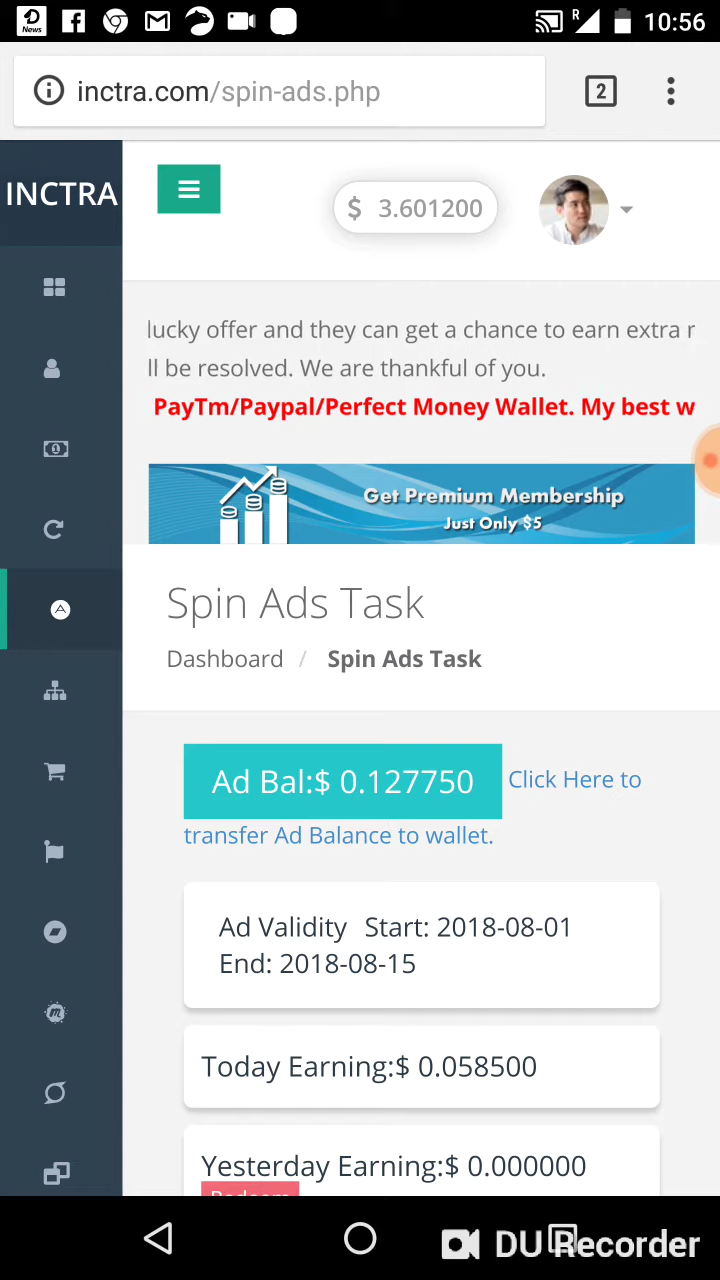 News
R
10:56
inctra.com/spin-ads.php
2
INCTRA
$ 3.601200
lucky offer and they can get a chance to earn extra r
ll be resolved. We are thankful of you.
PayTm/Paypal/Perfect Money Wallet. My best w
Get Premium Membership
Just Only $5
Spin Ads Task
Dashboard / Spin Ads Task
Ad Bal:$ 0.127750 Click Here to
transfer Ad Balance to wallet.
Ad Validity Start: 2018-08-01
End: 2018-08-15
Today Earning:$ 0.058500
Yesterday Earning:$ 0.000000
Redeem
DU Recorder